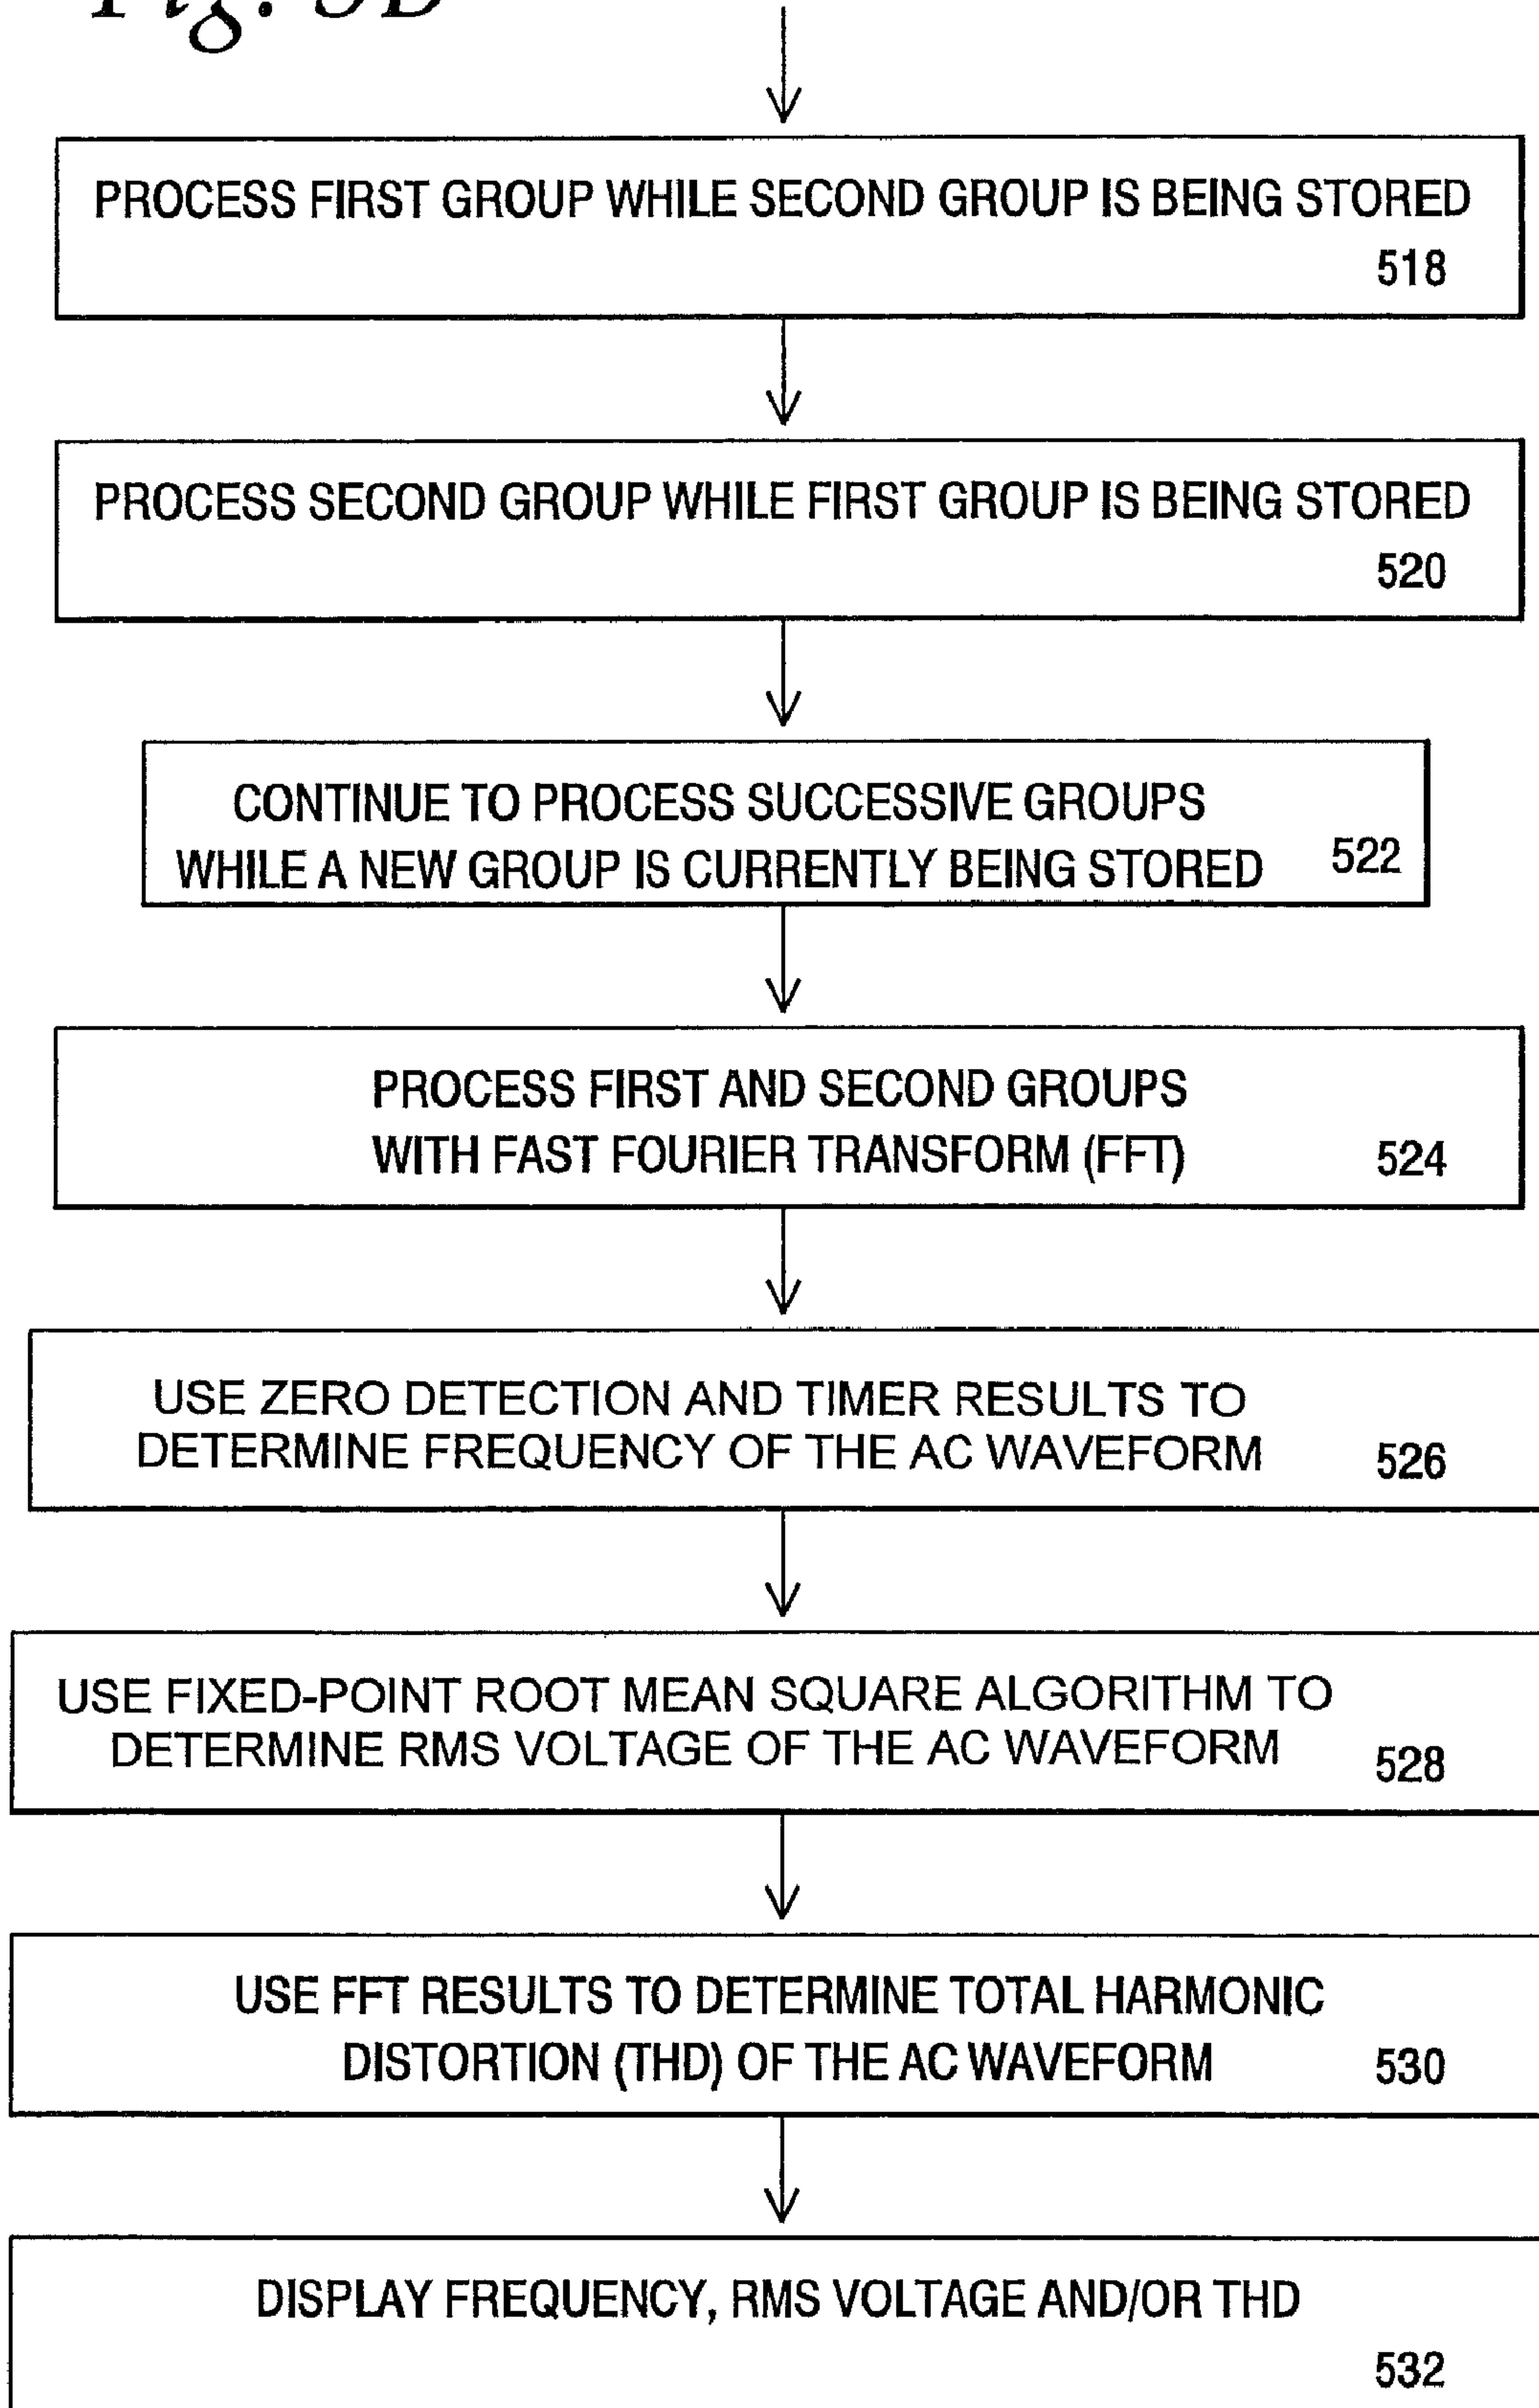 Fig. 5B
PROCESS FIRST GROUP WHILE SECOND GROUP IS BEING STORED
518
PROCESS SECOND GROUP WHILE FIRST GROUP IS BEING STORED
520
CONTINUE TO PROCESS SUCCESSIVE GROUPS
WHILE A NEW GROUP IS CURRENTLY BEING STORED 522
PROCESS FIRST AND SECOND GROUPS
WITH FAST FOURIER TRANSFORM (FFT) 524
USE ZERO DETECTION AND TIMER RESULTS TO
DETERMINE FREQUENCY OF THE AC WAVEFORM 526
USE FIXED-POINT ROOT MEAN SQUARE ALGORITHM TO
DETERMINE RMS VOLTAGE OF THE AC WAVEFORM 528
USE FFT RESULTS TO DETERMINE TOTAL HARMONIC
DISTORTION (THD) OF THE AC WAVEFORM 530
DISPLAY FREQUENCY, RMS VOLTAGE AND/OR THD
532